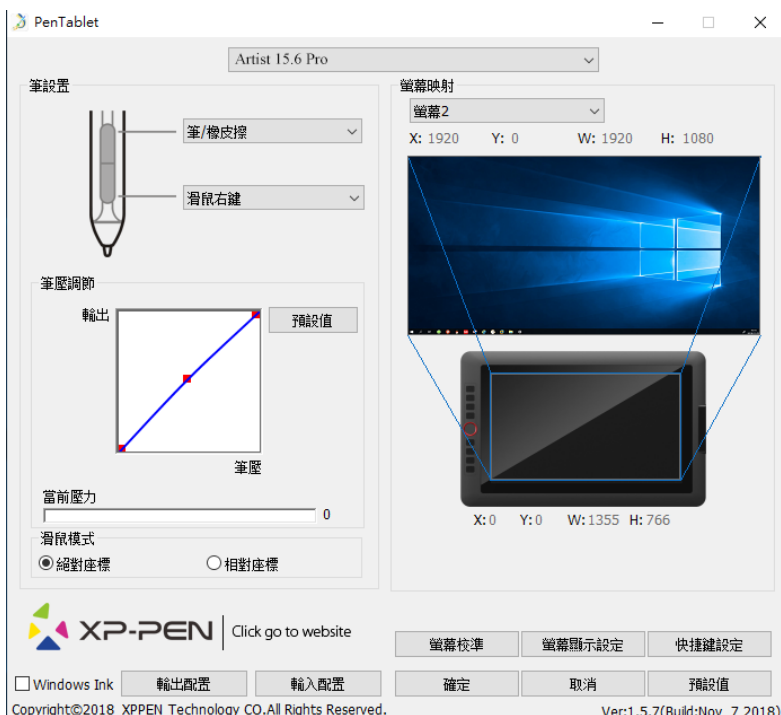 PenTablet
Artist 15.6 Pro
筆設置
筆/橡皮擦
滑鼠右鍵
筆壓調節
輸出
預設值
筆壓
當前壓力
0
滑鼠模式
絕對座標
相對座標
螢幕映射
螢幕2
X: 1920 Y: 0 W: 1920 H: 1080
X: 0 Y: 0 W: 1355 H: 766
XP-PEN
Click go to website
螢幕校準
螢幕顯示設定
快捷鍵設定
Windows Ink
輸出配置
輸入配置
確定
取消
預設值
Copyright©2018 XPPEN Technology CO.All Rights Reserved.
Ver:1.5.7(Build:Nov 7 2018)